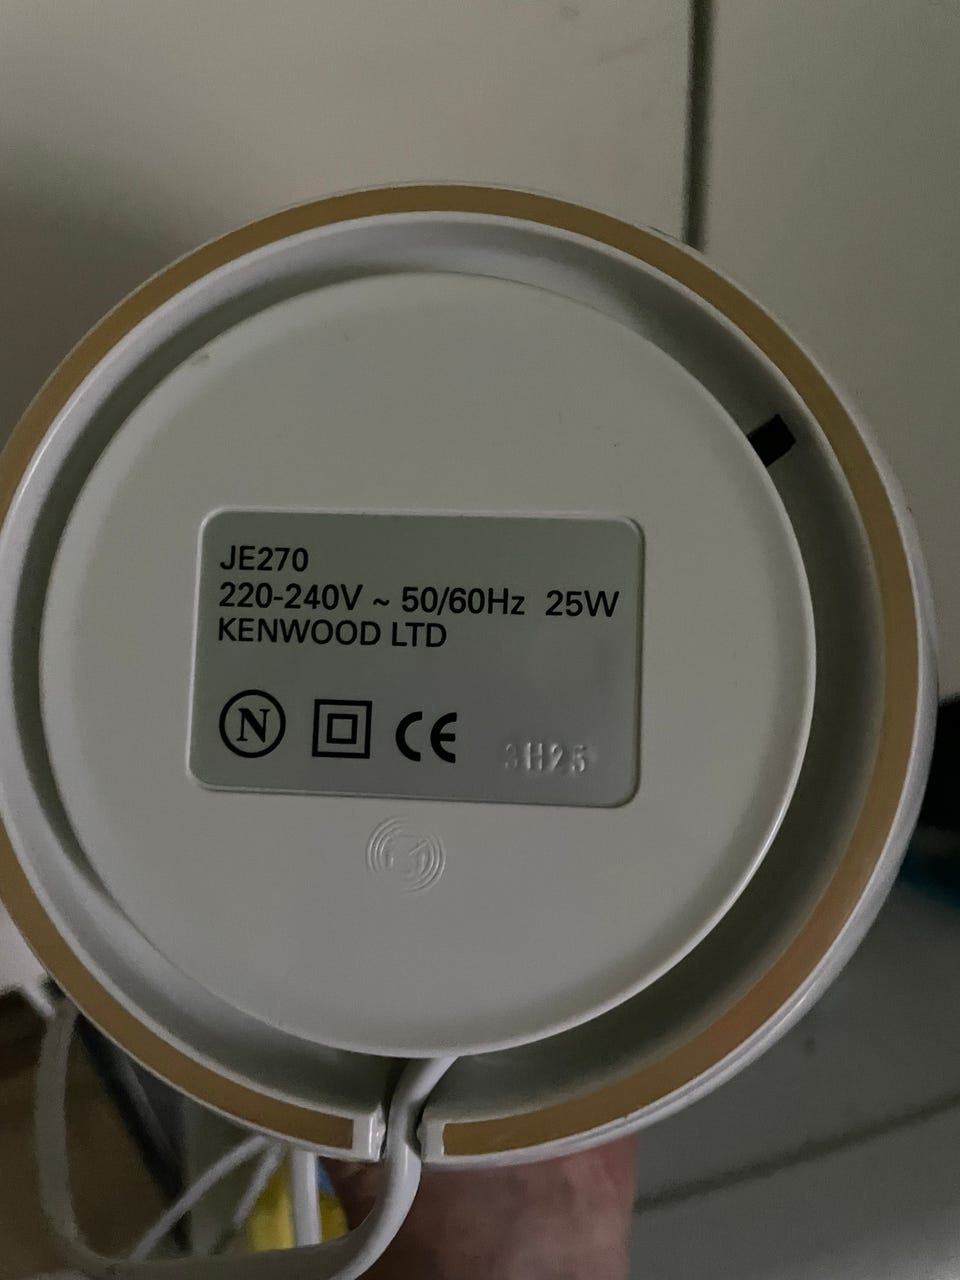 JE270
220-240V ~ 50/60Hz 25W
KENWOOD LTD
N CE 3H25